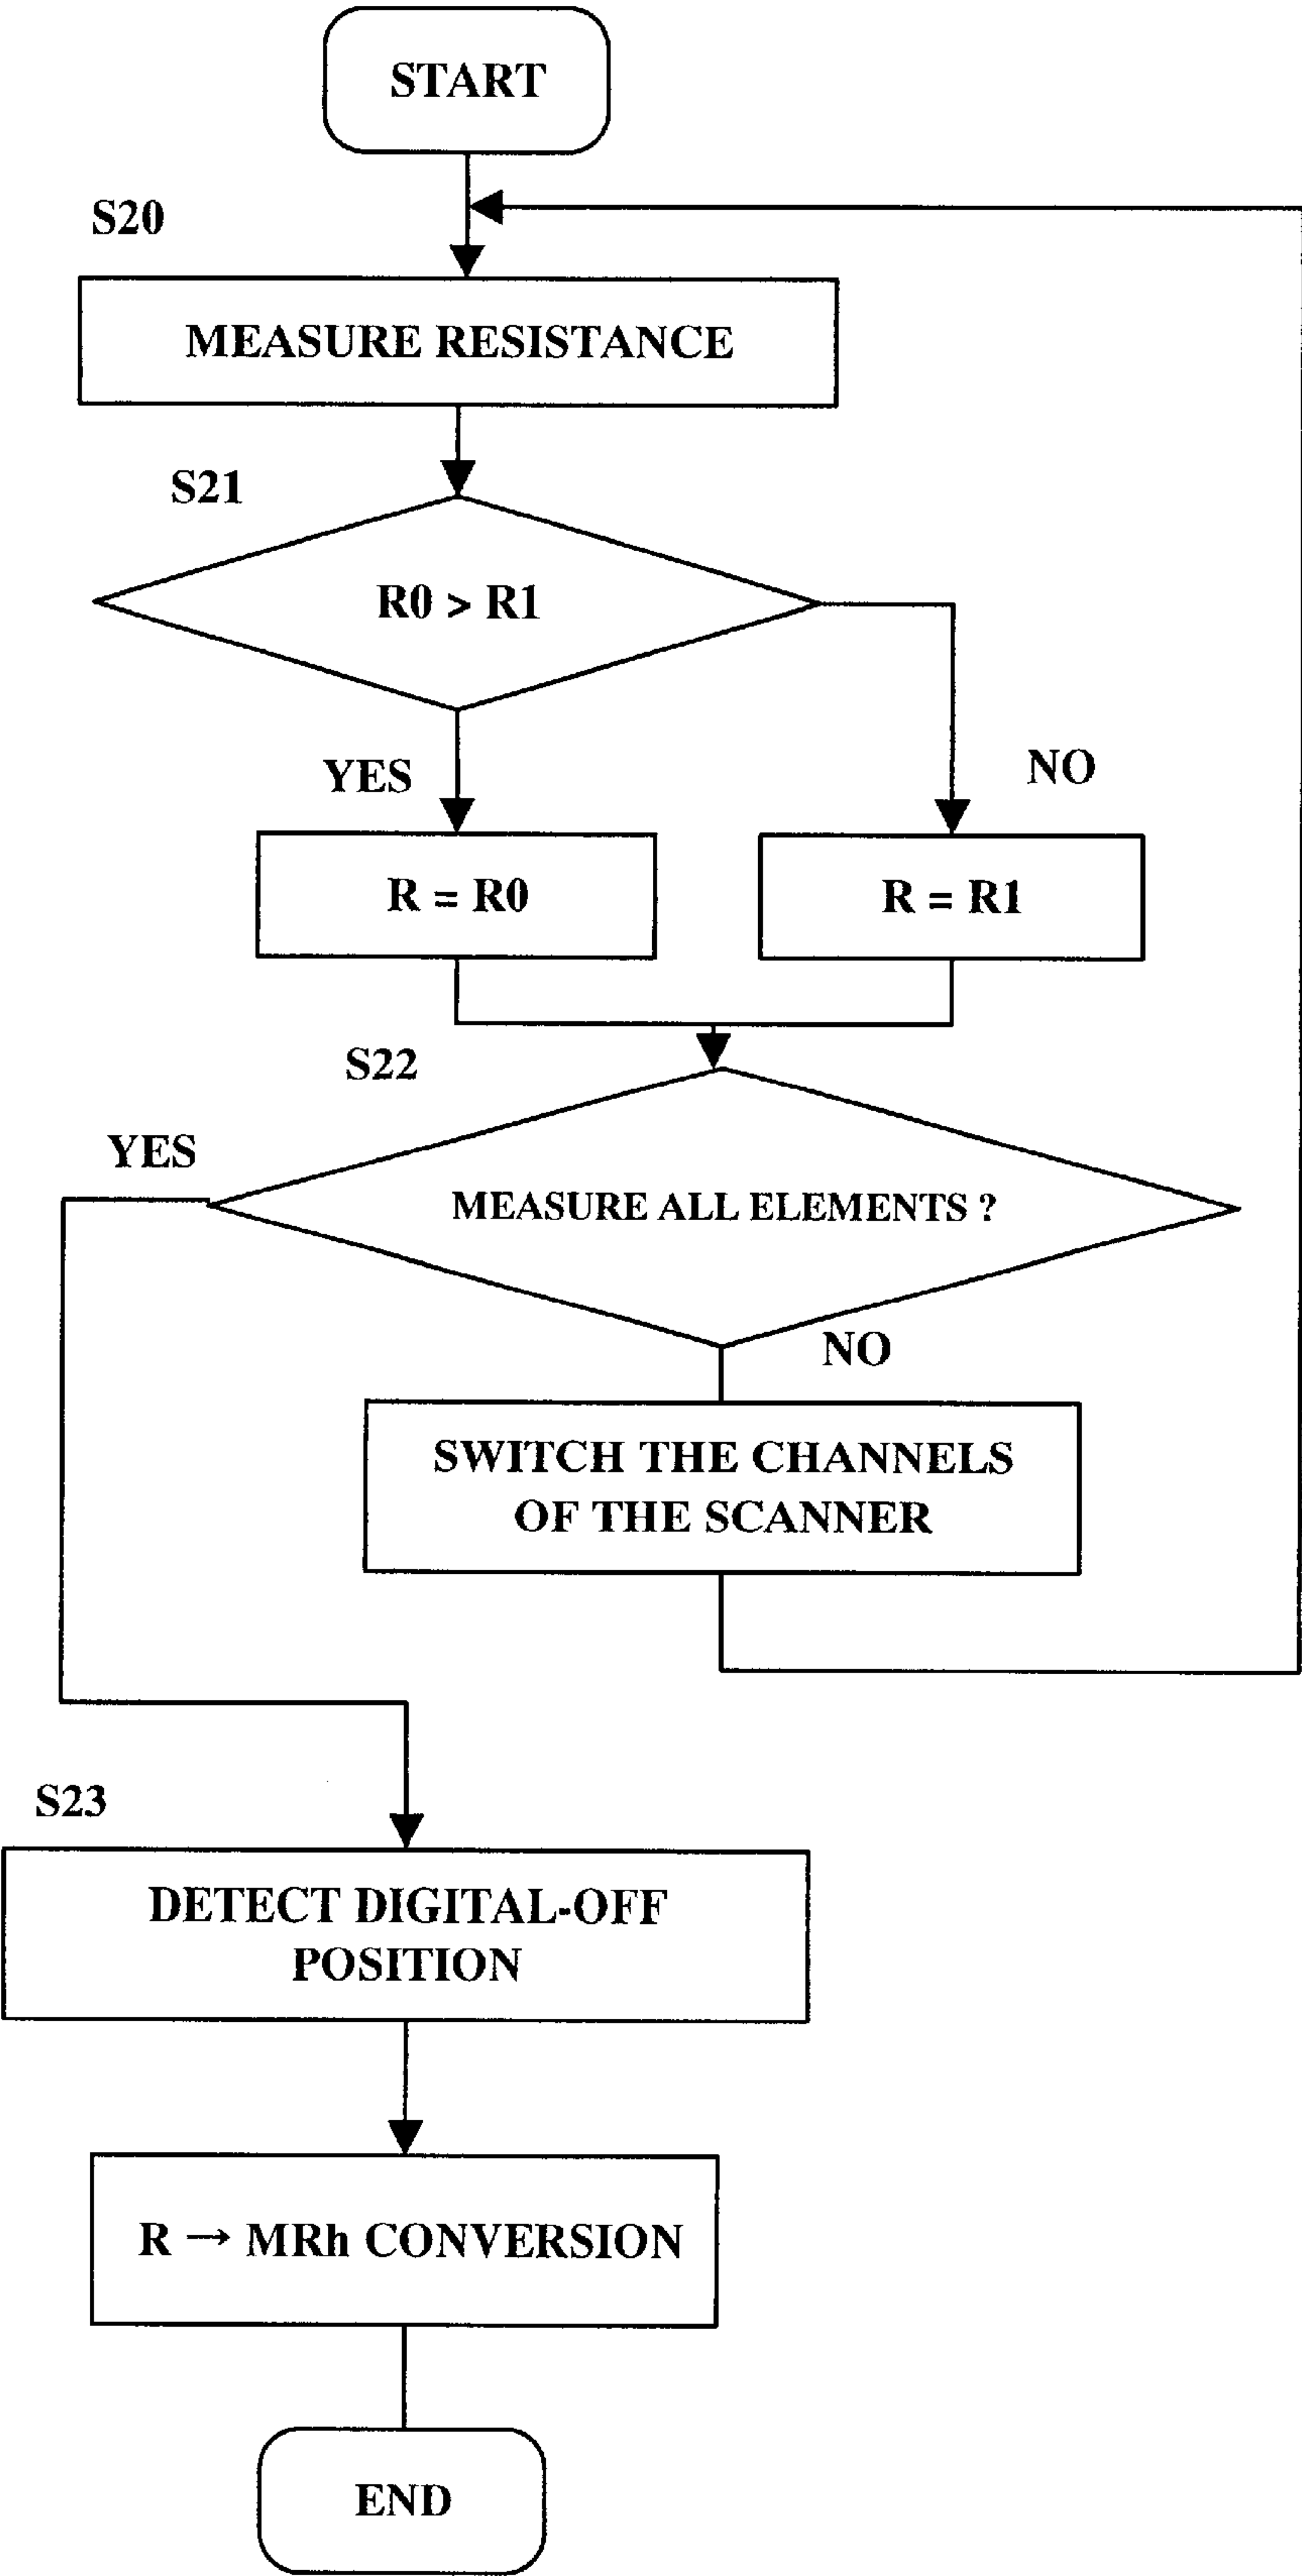 START
S20
MEASURE RESISTANCE
S21
R0 > R1
YES
NO
R = R0
R = R1
S22
YES
MEASURE ALL ELEMENTS ?
NO
SWITCH THE CHANNELS
OF THE SCANNER
S23
DETECT DIGITAL-OFF
POSITION
R → MRh CONVERSION
END